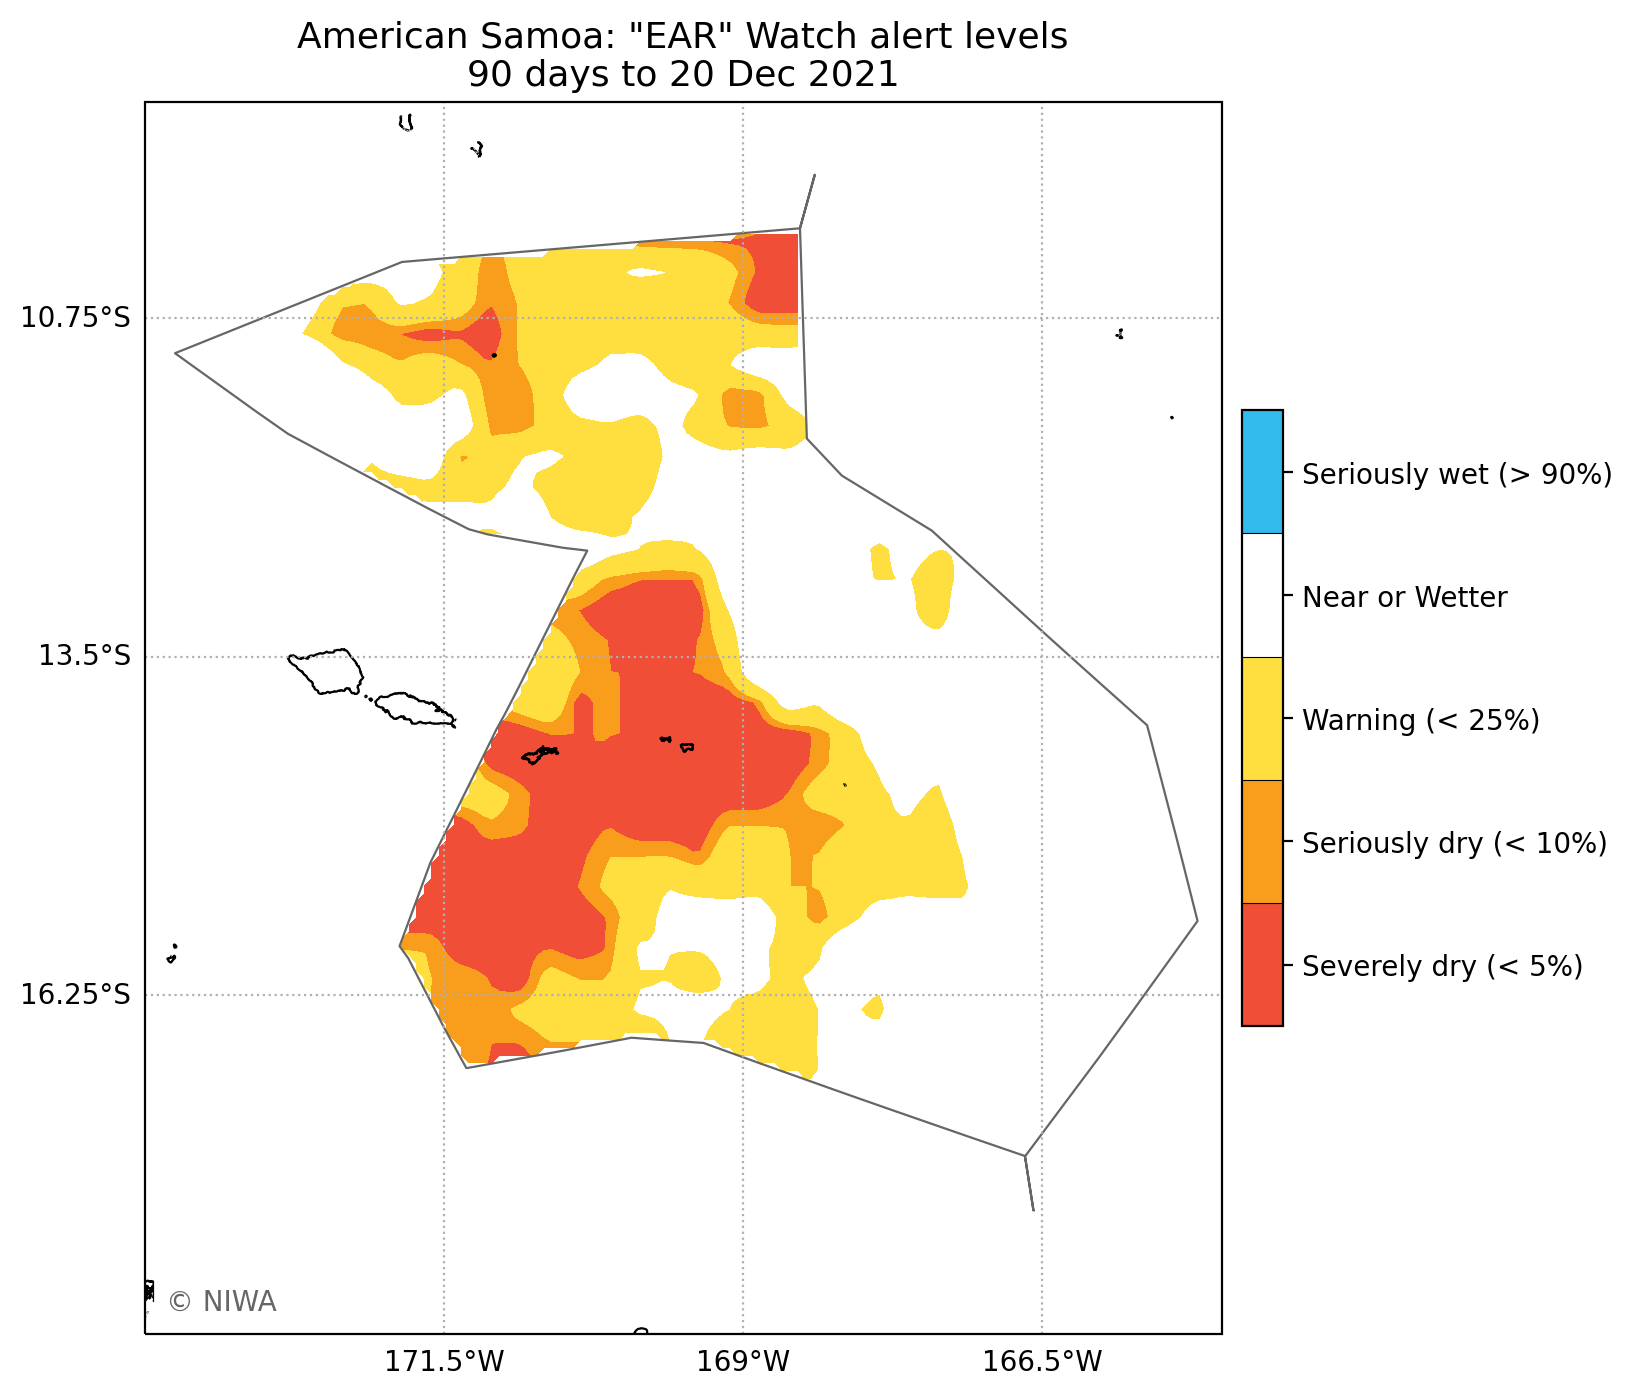 American Samoa: "EAR" Watch alert levels
90 days to 20 Dec 2021
10.75°S
13.5°S
16.25°S
171.5°W
169°W
166.5°W
Seriously wet (> 90%)
Near or Wetter
Warning (< 25%)
Seriously dry (< 10%)
Severely dry (< 5%)
© NIWA